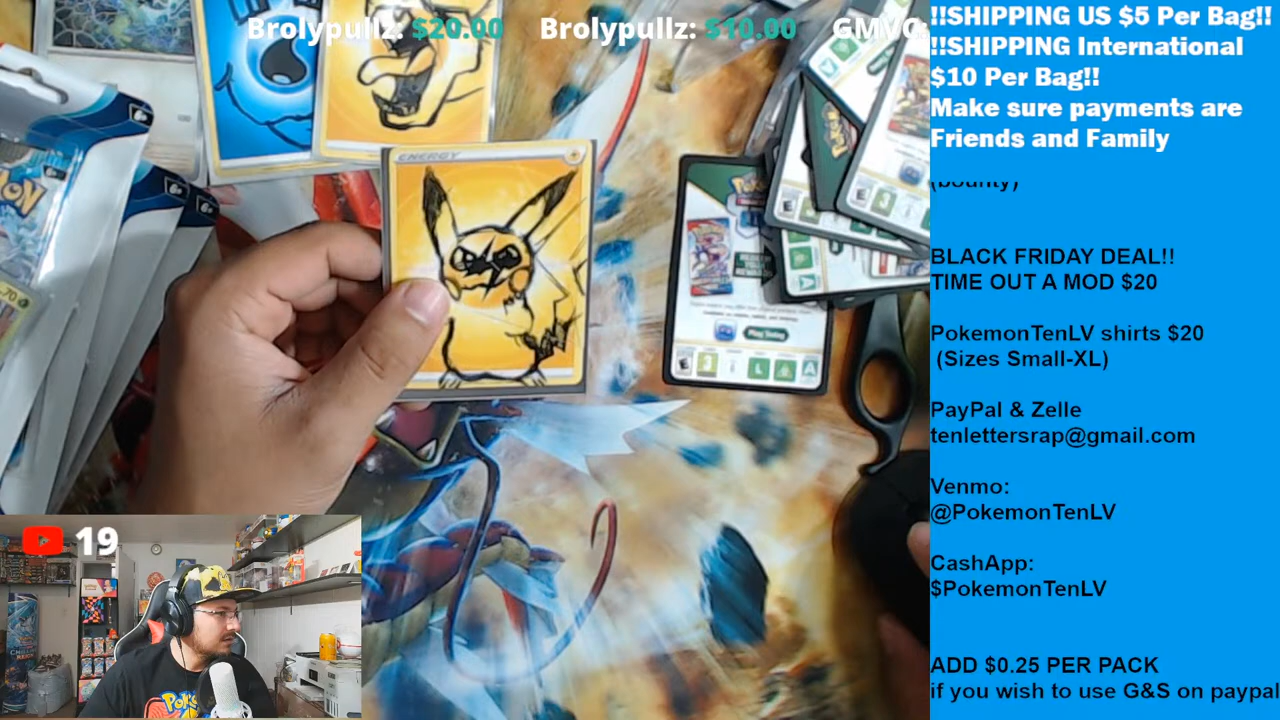 Brolypullz: $20.00 Brolypullz: $10.00
!!SHIPPING US $5 Per Bag!!
!!SHIPPING International
$10 Per Bag!!
Make sure payments are
Friends and Family
(bounty)
BLACK FRIDAY DEAL!!
TIME OUT A MOD $20
PokemonTenLV shirts $20
(Sizes Small-XL)
PayPal & Zelle
tenlettersrap@gmail.com
Venmo:
@PokemonTenLV
CashApp:
$PokemonTenLV
ADD $0.25 PER PACK
if you wish to use G&S on paypal
ENERGY
Play Today
19